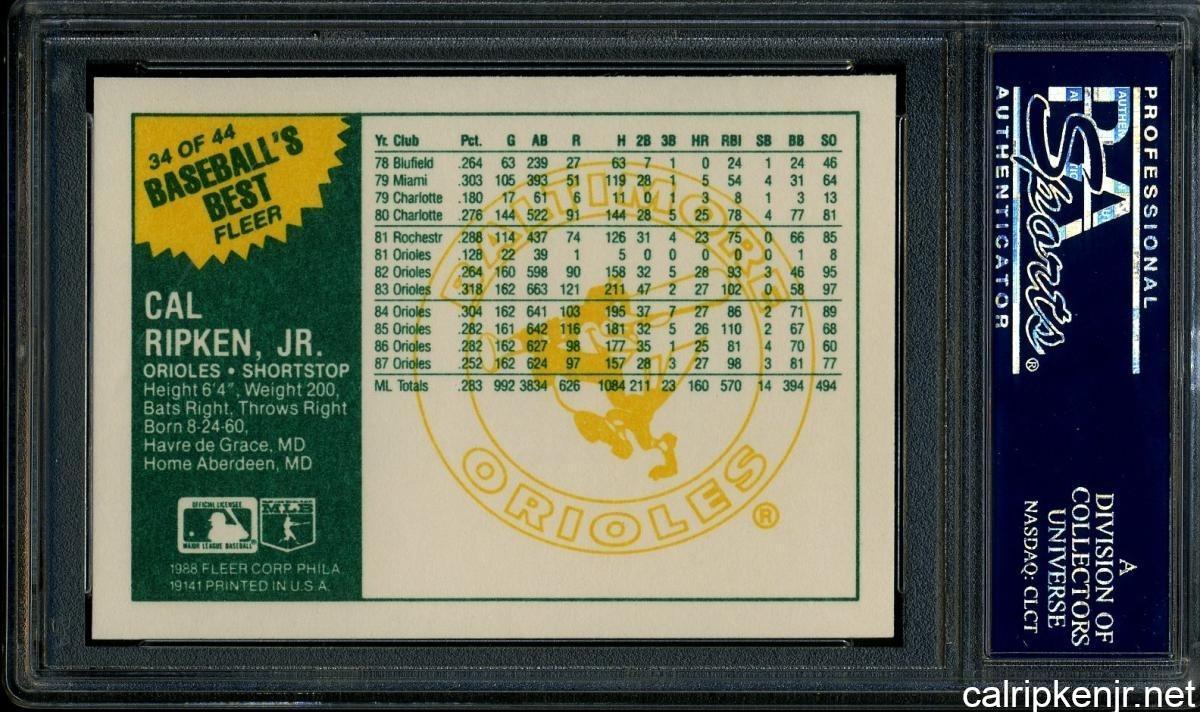 34 OF 44
BASEBALL'S
BEST
FLEER
CAL
RIPKEN, JR.
ORIOLES • SHORTSTOP
Height 6'4", Weight 200,
Bats Right, Throws Right
Born 8-24-60,
Havre de Grace, MD
Home Aberdeen, MD
OFFICIAL LICENSEE
MAJOR LEAGUE BASEBALL
MLB
1988 FLEER CORP PHILA
19141 PRINTED IN U.S.A.
Yr. Club Pct. G AB R H 2B 3B HR RBI SB BB SO
78 Blufield .264 63 239 27 63 7 1 0 24 1 24 46
79 Miami .303 105 393 51 119 28 1 5 54 4 31 64
79 Charlotte .180 17 61 6 11 0 1 3 8 1 3 13
80 Charlotte .276 144 522 91 144 28 5 25 78 4 77 81
81 Rochestr .288 114 437 74 126 31 4 23 75 0 66 85
81 Orioles .128 22 39 1 5 0 0 0 0 0 1 8
82 Orioles .264 160 598 90 158 32 5 28 93 3 46 95
83 Orioles .318 162 663 121 211 47 2 27 102 0 58 97
84 Orioles .304 162 641 103 195 37 7 27 86 2 71 89
85 Orioles .282 161 642 116 181 32 5 26 110 2 67 68
86 Orioles .282 162 627 98 177 35 1 25 81 4 70 60
87 Orioles .252 162 624 97 157 28 3 27 98 3 81 77
ML Totals .283 992 3834 626 1084 211 23 160 570 14 394 494
BALTIMORE
ORIOLES ®
PROFESSIONAL
PSA
Sports®
AUTHENTICATOR
A
DIVISION OF
COLLECTORS
UNIVERSE
NASDAQ: CLCT
calripkenjr.net